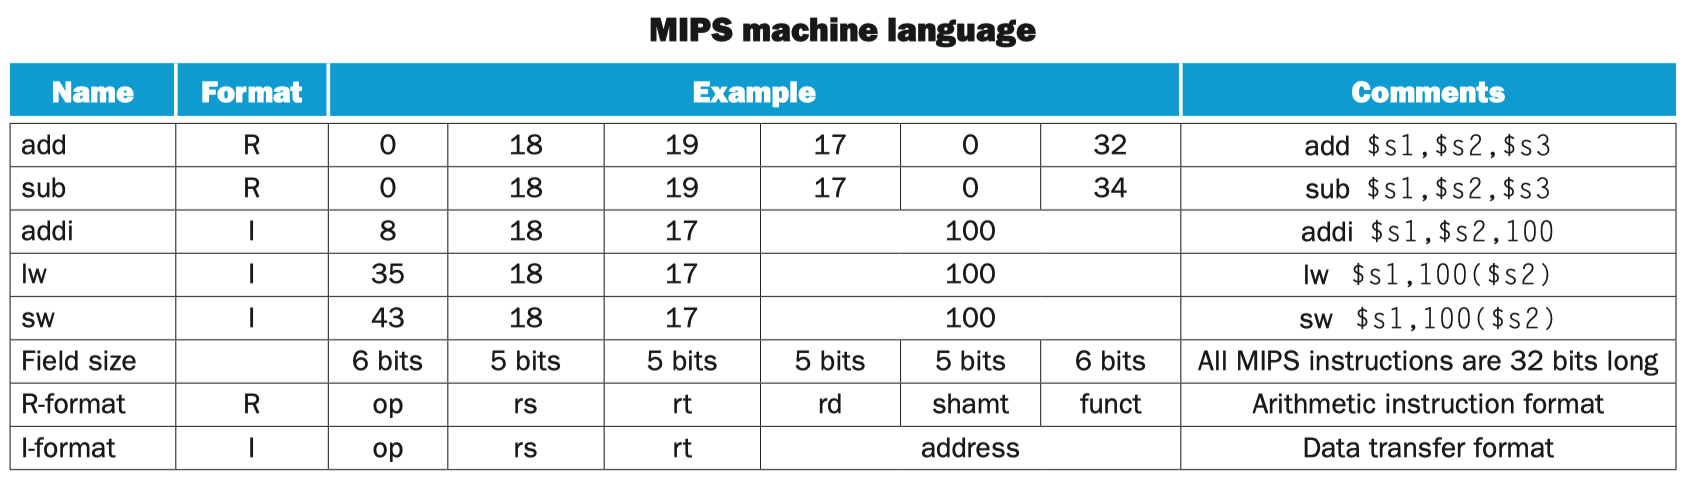 MIPS machine language
Name Format Example Comments
add R 0 18 19 17 0 32 add $s1,$s2,$s3
sub R 0 18 19 17 0 34 sub $s1,$s2,$s3
addi I 8 18 17 100 addi $s1,$s2,100
lw I 35 18 17 100 lw $s1,100($s2)
sw I 43 18 17 100 sw $s1,100($s2)
Field size 6 bits 5 bits 5 bits 5 bits 5 bits 6 bits All MIPS instructions are 32 bits long
R-format R op rs rt rd shamt funct Arithmetic instruction format
I-format I op rs rt address Data transfer format